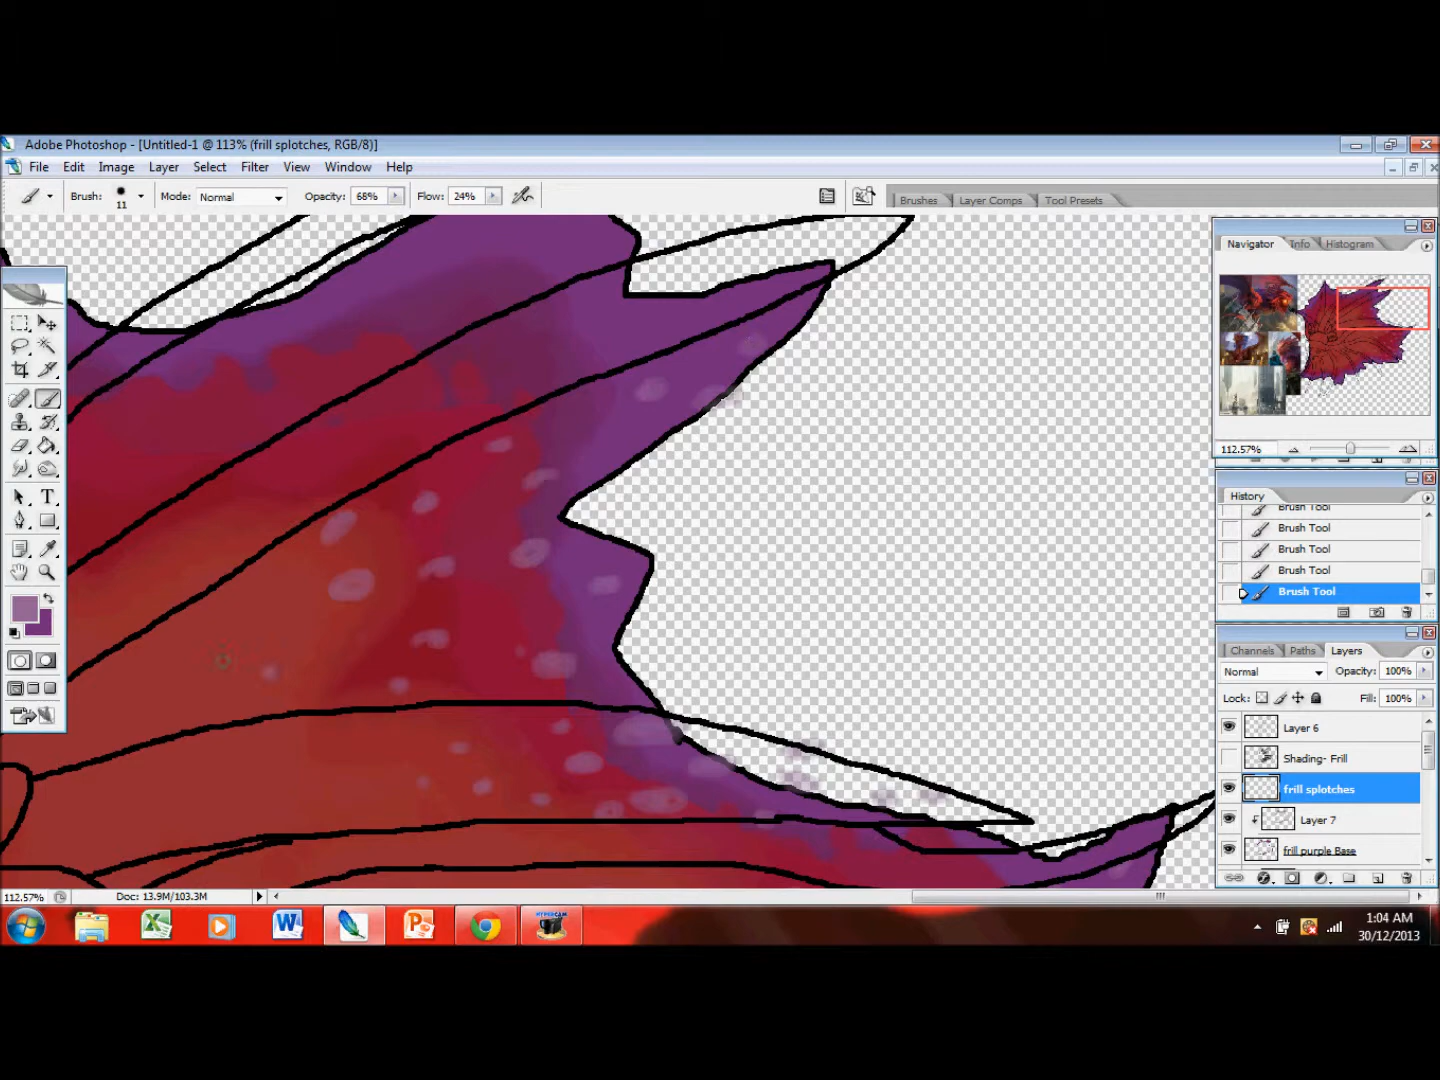 Adobe Photoshop - [Untitled-1 @ 113% (frill splotches, RGB/8)]
File Edit Image Layer Select Filter View Window Help
Brush: 11 Mode: Normal Opacity: 68% Flow: 24%
Brushes Layer Comps Tool Presets
Navigator Info Histogram
112.57%
History
Brush Tool
Brush Tool
Brush Tool
Brush Tool
Brush Tool
Channels Paths Layers
Normal Opacity: 100%
Lock: Fill: 100%
Layer 6
Shading- Frill
frill splotches
Layer 7
frill purple Base
112.57% Doc: 13.9M/103.3M
HYPERCAM
1:04 AM
30/12/2013